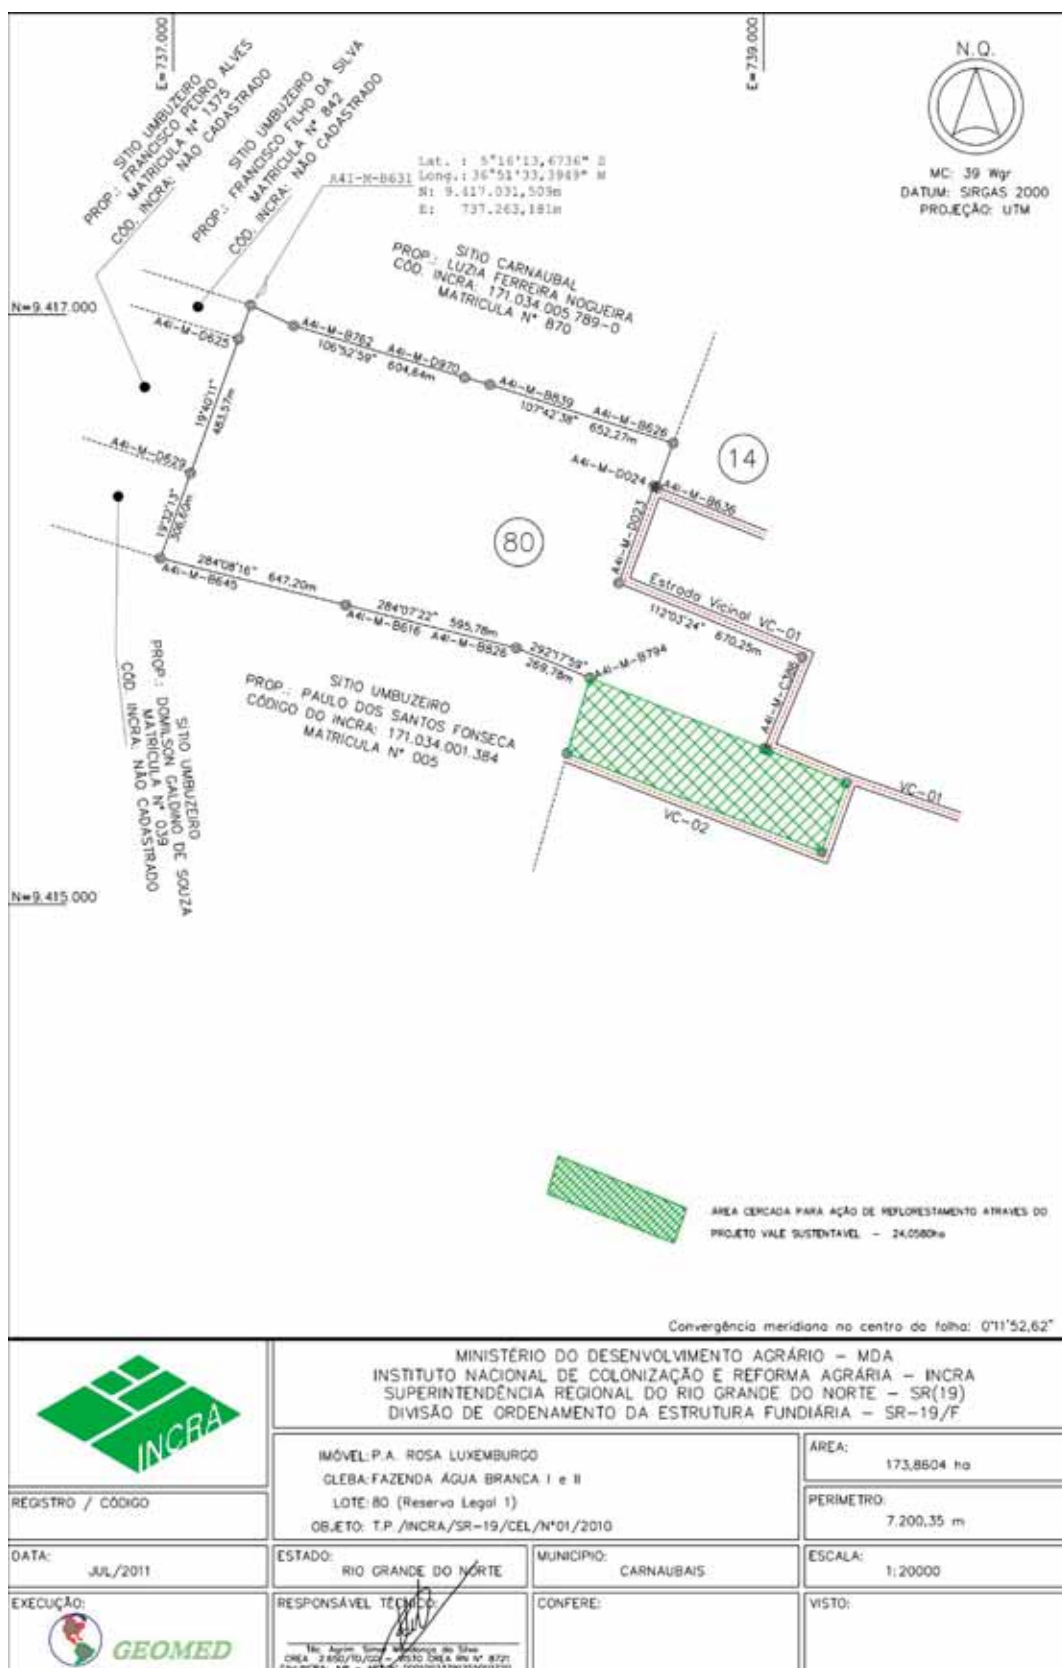 E=737.000
E=739.000
N.Q.
MC: 39 Wgr
DATUM: SIRGAS 2000
PROJEÇÃO: UTM
SITIO UMBUZEIRO
PROP.: FRANCISCO PEDRO ALVES
MATRICULA N° 1375
CÓD. INCRA: NÃO CADASTRADO
SITIO UMBUZEIRO
PROP.: FRANCISCO FILHO DA SILVA
MATRICULA N° 842
CÓD. INCRA: NÃO CADASTRADO
A4I-M-B631
Lat. : 5°16'13,6736" S
Long.: 36°51'33,3949" W
N: 9.417.031,509m
E: 737.263,181m
SITIO CARNAUBAL
PROP.: LUZIA FERREIRA NOGUEIRA
CÓD. INCRA: 171.034.005.789-0
MATRICULA N° 870
N=9.417.000
A4I-M-D625
A4I-M-B762
A4I-M-D970
106°52'59" 604,64m
A4I-M-B839
A4I-M-B626
107°42'38" 652,27m
19°40'11"
483,57m
A4I-M-D629
14
A4I-M-D024
A4I-M-B636
19°32'13"
306,60m
80
A4I-M-D023
284°08'16" 647,20m
A4I-M-B645
Estrada Vicinal VC-01
112°03'24" 670,25m
284°07'22" 595,78m
A4I-M-B616
A4I-M-B826
292°17'59"
269,78m
A4I-M-B794
A4I-M-C386
SITIO UMBUZEIRO
PROP.: PAULO DOS SANTOS FONSECA
CÓDIGO DO INCRA: 171.034.001.384
MATRICULA N° 005
SITIO UMBUZEIRO
PROP.: DOMILSON GALDINO DE SOUZA
MATRICULA N° 039
CÓD. INCRA: NÃO CADASTRADO
VC-01
VC-02
N=9.415.000
AREA CERCADA PARA AÇÃO DE REFLORESTAMENTO ATRAVES DO
PROJETO VALE SUSTENTAVEL - 24,0580ha
Convergência meridiana no centro da folha: 0°11'52,62"
INCRA
MINISTÉRIO DO DESENVOLVIMENTO AGRÁRIO - MDA
INSTITUTO NACIONAL DE COLONIZAÇÃO E REFORMA AGRÁRIA - INCRA
SUPERINTENDÊNCIA REGIONAL DO RIO GRANDE DO NORTE - SR(19)
DIVISÃO DE ORDENAMENTO DA ESTRUTURA FUNDIÁRIA - SR-19/F
IMÓVEL: P.A. ROSA LUXEMBURGO
GLEBA: FAZENDA ÁGUA BRANCA I e II
LOTE: 80 (Reserva Legal 1)
OBJETO: T.P./INCRA/SR-19/CEL/N°01/2010
ÁREA:
173,8604 ha
REGISTRO / CÓDIGO
PERÍMETRO:
7.200,35 m
DATA:
JUL/2011
ESTADO:
RIO GRANDE DO NORTE
MUNICÍPIO:
CARNAUBAIS
ESCALA:
1:20000
EXECUÇÃO:
GEOMED
RESPONSÁVEL TÉCNICO:
CONFERE:
VISTO: